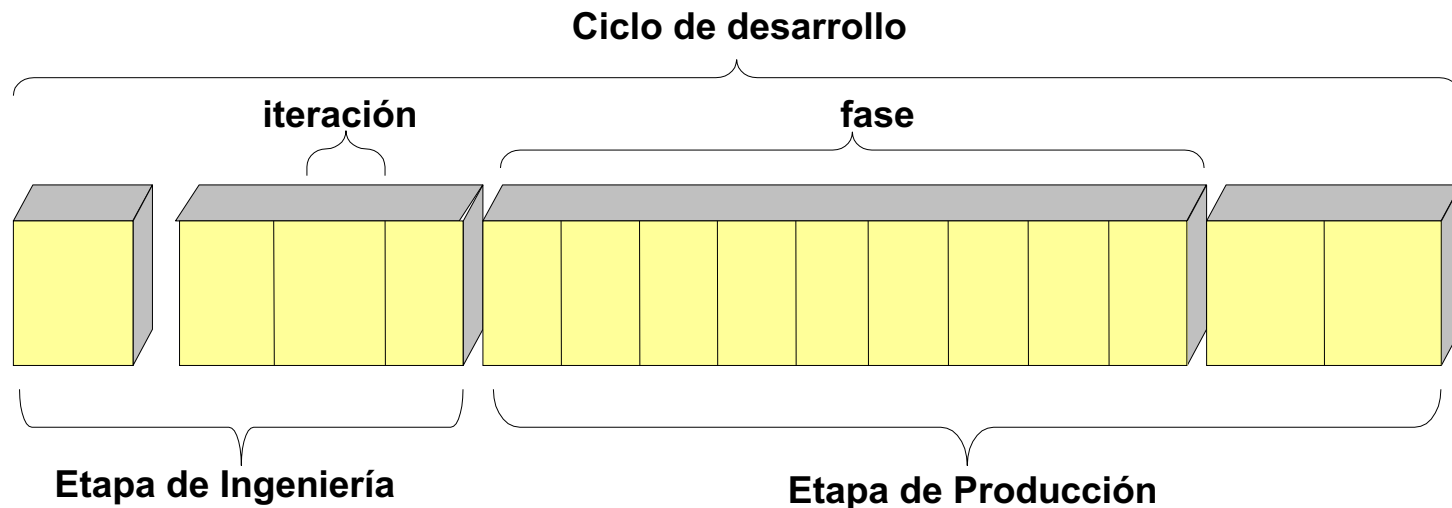 Ciclo de desarrollo
iteración
fase
Etapa de Ingeniería
Etapa de Producción